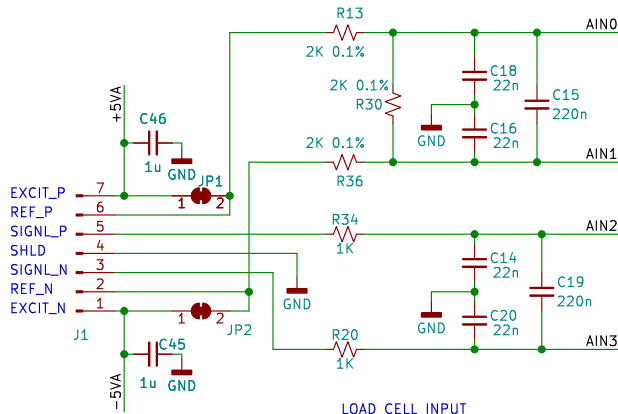 R13
AIN0
2K 0.1%
+5VA
C46
1u
GND
2K 0.1%
R30
C18
22n
C15
220n
GND
C16
22n
2K 0.1%
AIN1
R36
JP1
1 2
EXCIT_P 7
REF_P 6
SIGNL_P 5
SHLD 4
SIGNL_N 3
REF_N 2
EXCIT_N 1
J1
R34
1K
AIN2
C14
22n
C19
220n
GND
GND
C20
22n
1 2
JP2
R20
1K
AIN3
C45
1u
GND
-5VA
LOAD CELL INPUT